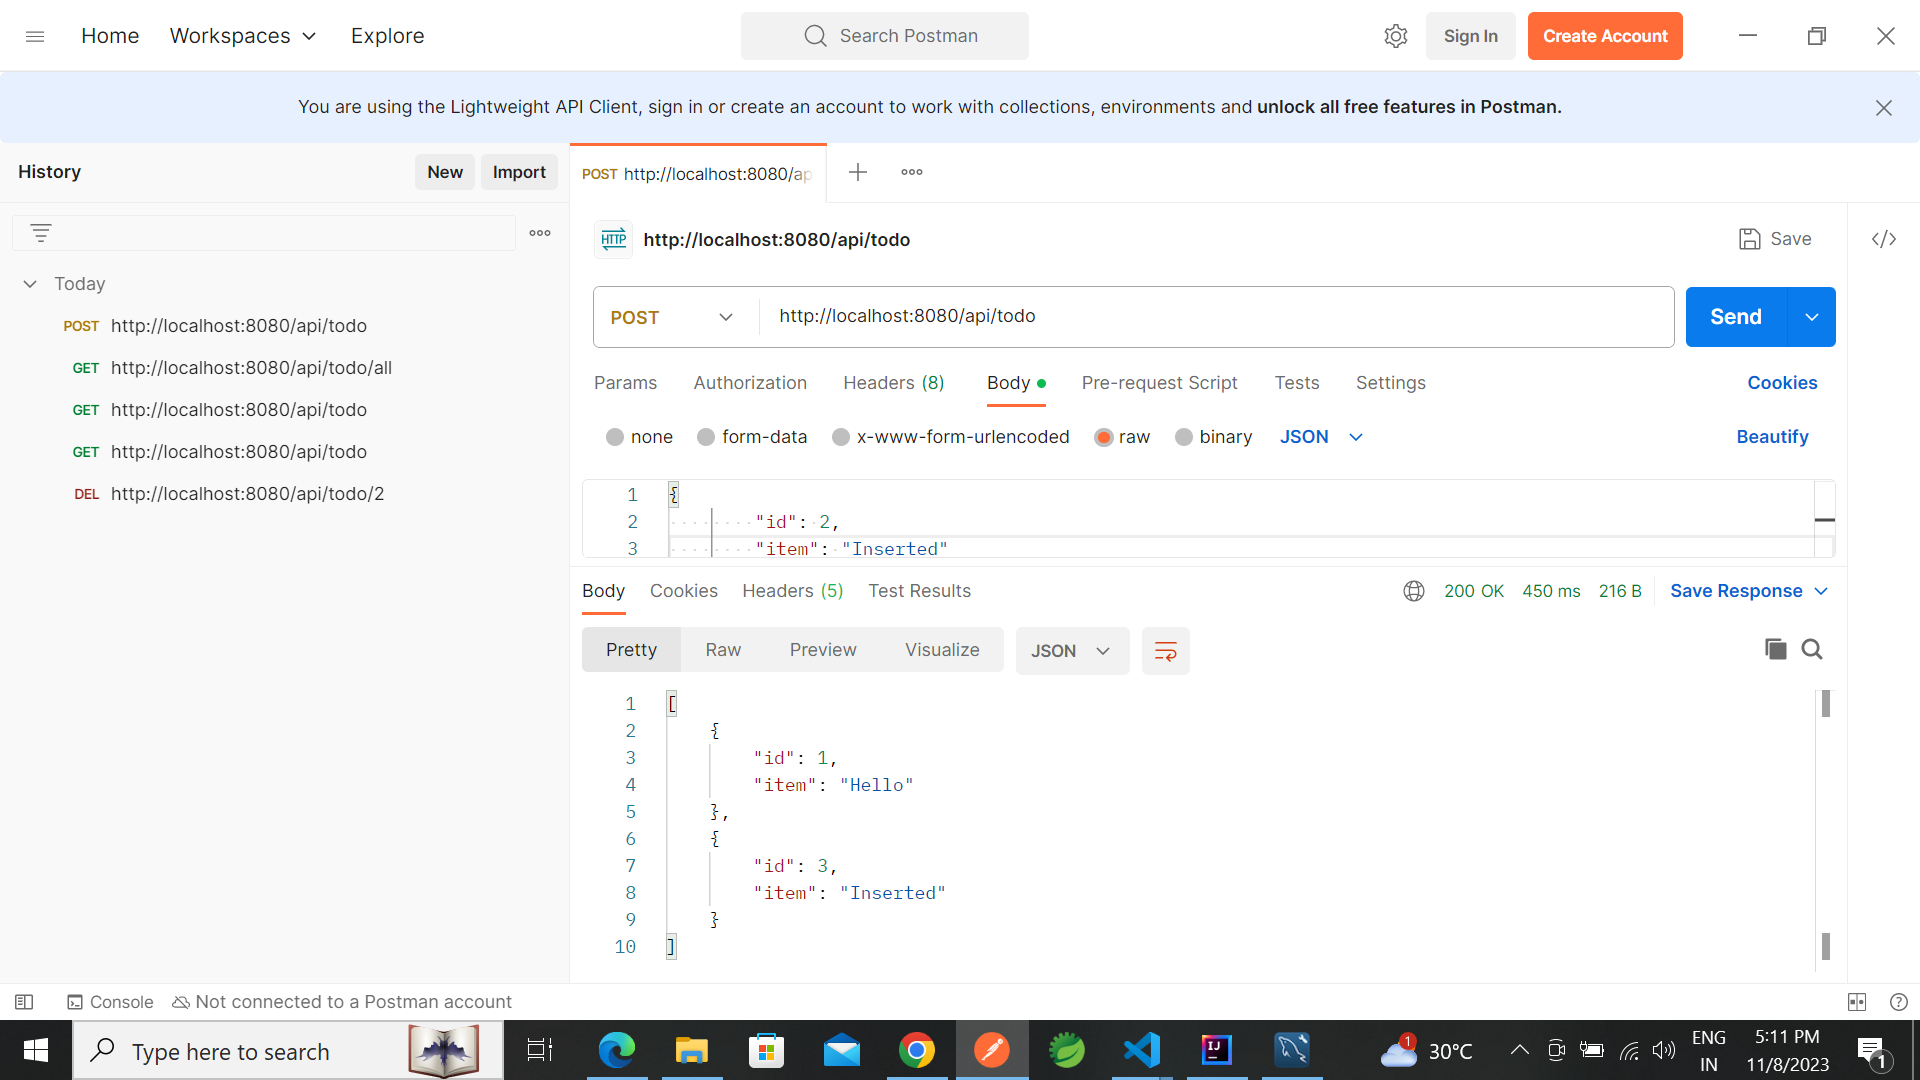 Home Workspaces Explore Search Postman Sign In Create Account
You are using the Lightweight API Client, sign in or create an account to work with collections, environments and unlock all free features in Postman.
History New Import
POST http://localhost:8080/ap
HTTP http://localhost:8080/api/todo Save
Today
POST http://localhost:8080/api/todo
GET http://localhost:8080/api/todo/all
GET http://localhost:8080/api/todo
GET http://localhost:8080/api/todo
DEL http://localhost:8080/api/todo/2
POST http://localhost:8080/api/todo Send
Params Authorization Headers (8) Body Pre-request Script Tests Settings Cookies
none form-data x-www-form-urlencoded raw binary JSON Beautify
1 {
2 "id": 2,
3 "item": "Inserted"
Body Cookies Headers (5) Test Results 200 OK 450 ms 216 B Save Response
Pretty Raw Preview Visualize JSON
1 [
2 {
3 "id": 1,
4 "item": "Hello"
5 },
6 {
7 "id": 3,
8 "item": "Inserted"
9 }
10 ]
Console Not connected to a Postman account
Type here to search
IJ
1
30°C
ENG
IN
5:11 PM
11/8/2023
1